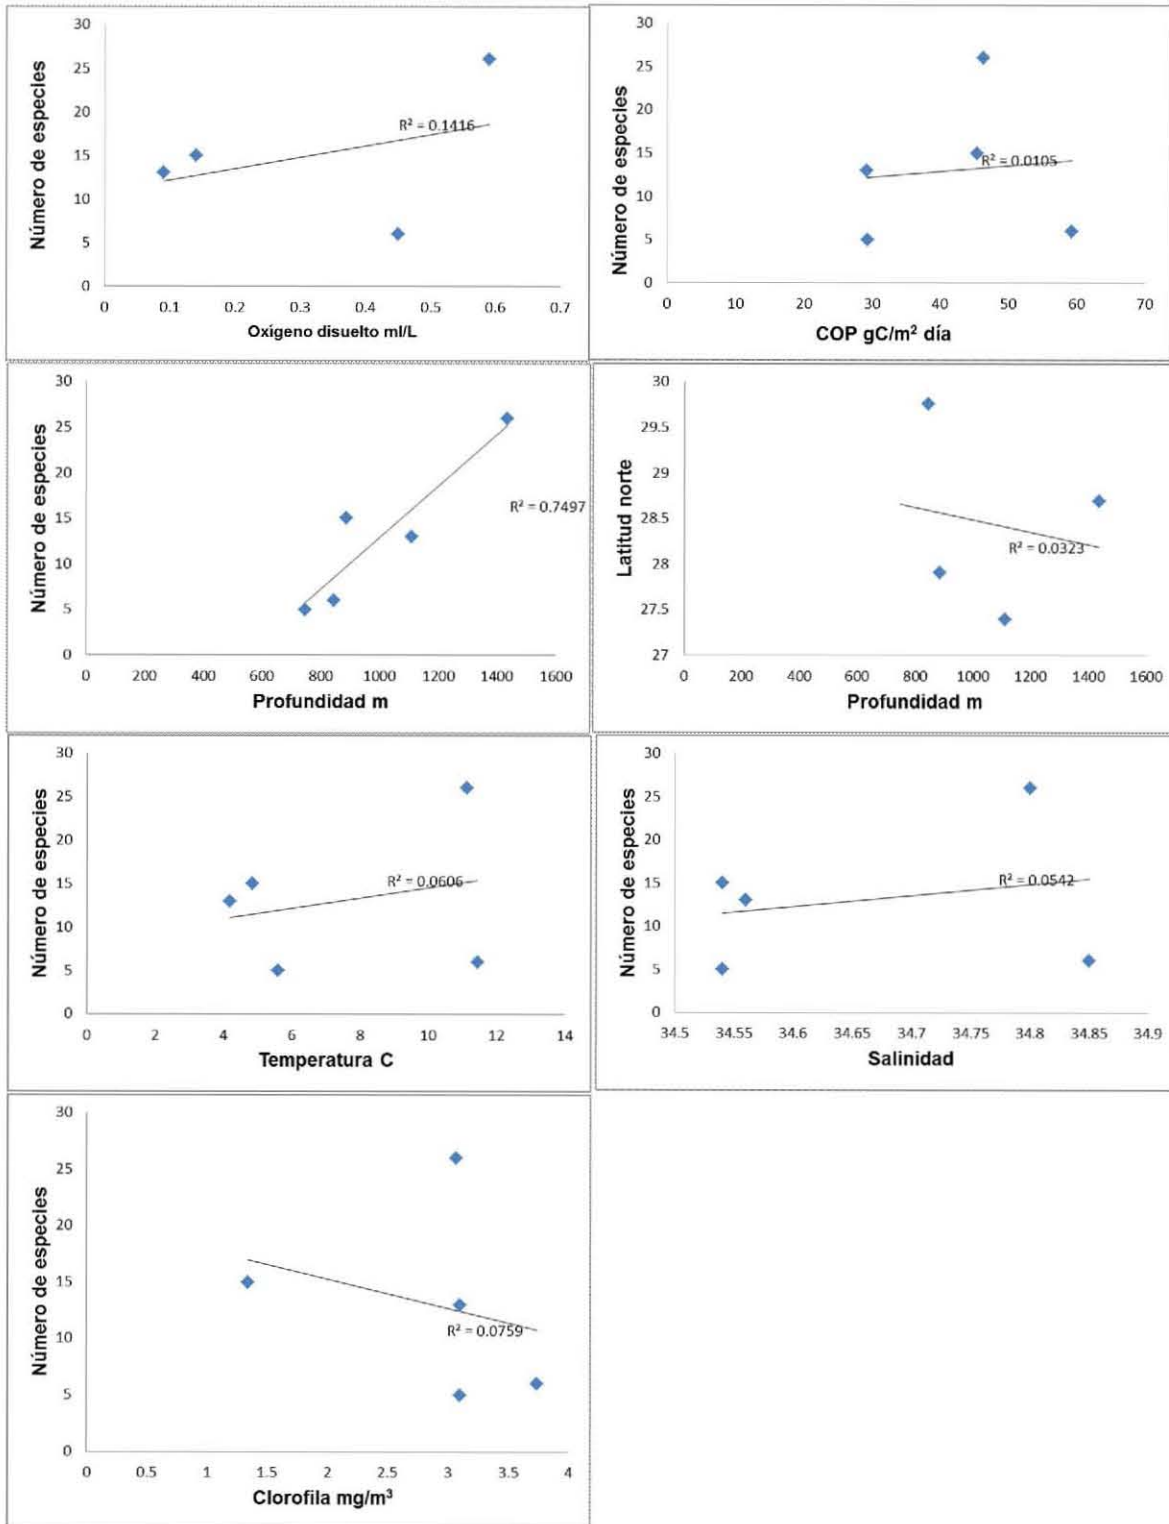 30
25
20
15
10
5
0
Número de especies
R² = 0.1416
0 0.1 0.2 0.3 0.4 0.5 0.6 0.7
Oxígeno disuelto ml/L
30
25
20
15
10
5
0
Número de especies
R² = 0.0105
0 10 20 30 40 50 60 70
COP gC/m² día
30
25
20
15
10
5
0
Número de especies
R² = 0.7497
0 200 400 600 800 1000 1200 1400 1600
Profundidad m
30
29.5
29
28.5
28
27.5
27
Latitud norte
R² = 0.0323
0 200 400 600 800 1000 1200 1400 1600
Profundidad m
30
25
20
15
10
5
0
Número de especies
R² = 0.0606
0 2 4 6 8 10 12 14
Temperatura C
30
25
20
15
10
5
0
Número de especies
R² = 0.0542
34.5 34.55 34.6 34.65 34.7 34.75 34.8 34.85 34.9
Salinidad
30
25
20
15
10
5
0
Número de especies
R² = 0.0759
0 0.5 1 1.5 2 2.5 3 3.5 4
Clorofila mg/m³